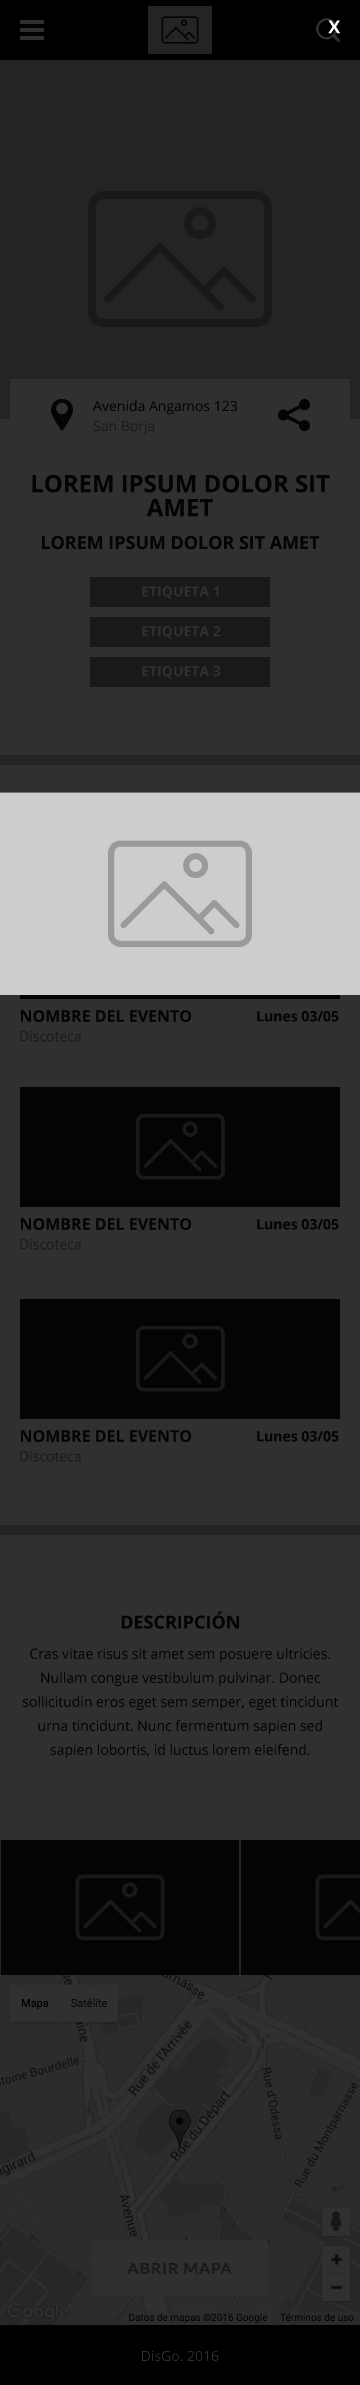 X
Avenida Angamos 123
San Borja
LOREM IPSUM DOLOR SIT
AMET
LOREM IPSUM DOLOR SIT AMET
ETIQUETA 1
ETIQUETA 2
ETIQUETA 3
NOMBRE DEL EVENTO Lunes 03/05
Discoteca
NOMBRE DEL EVENTO Lunes 03/05
Discoteca
NOMBRE DEL EVENTO Lunes 03/05
Discoteca
DESCRIPCIÓN
Cras vitae risus sit amet sem posuere ultricies.
Nullam congue vestibulum pulvinar. Donec
sollicitudin eros eget sem semper, eget tincidunt
urna tincidunt. Nunc fermentum sapien sed
sapien lobortis, id luctus lorem eleifend.
Mapa Satélite
Rue de l'Arrivée
toine Bourdelle
Rue d'Odessa
Rue du Départ
Rue du Montparnasse
agirard
Avenue
+
ABRIR MAPA
-
Google
Datos de mapas ©2016 Google Términos de uso
DisGo. 2016